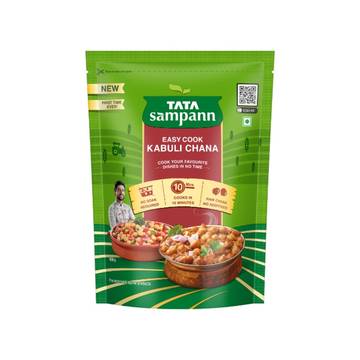 NEW
FIRST TIME
EVER!
TATA
sampann
EASY COOK
KABULI CHANA
COOK YOUR FAVOURITE
DISHES IN NO TIME
NO SOAK
REQUIRED
10 Min
COOKS IN
10 MINUTES
RAW CHANA
NO ADDITIVES